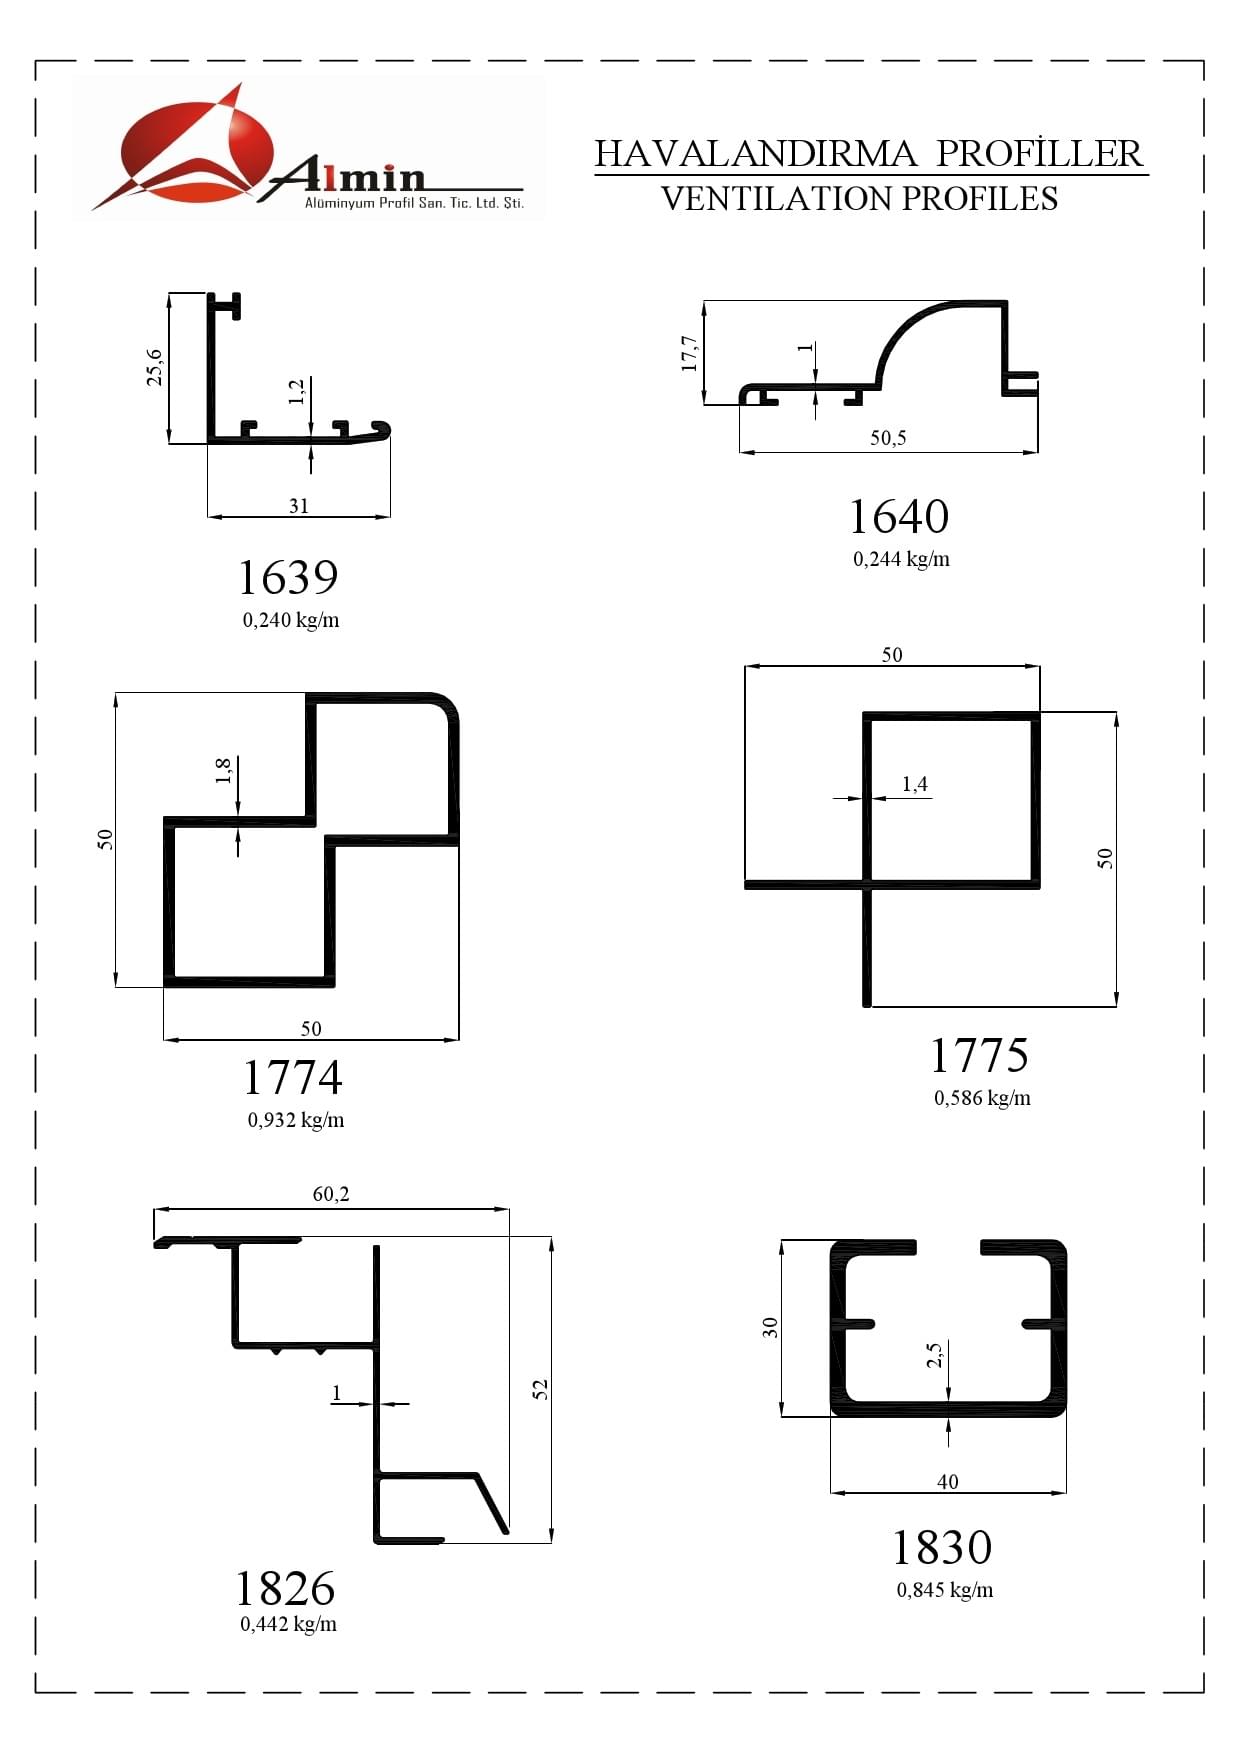 Almin
Alüminyum Profil San. Tic. Ltd. Şti.
HAVALANDIRMA PROFİLLER
VENTILATION PROFILES
25,6
1,2
31
1639
0,240 kg/m
17,7
1
50,5
1640
0,244 kg/m
50
1,8
50
1774
0,932 kg/m
50
1,4
50
1775
0,586 kg/m
60,2
1
52
1826
0,442 kg/m
30
2,5
40
1830
0,845 kg/m